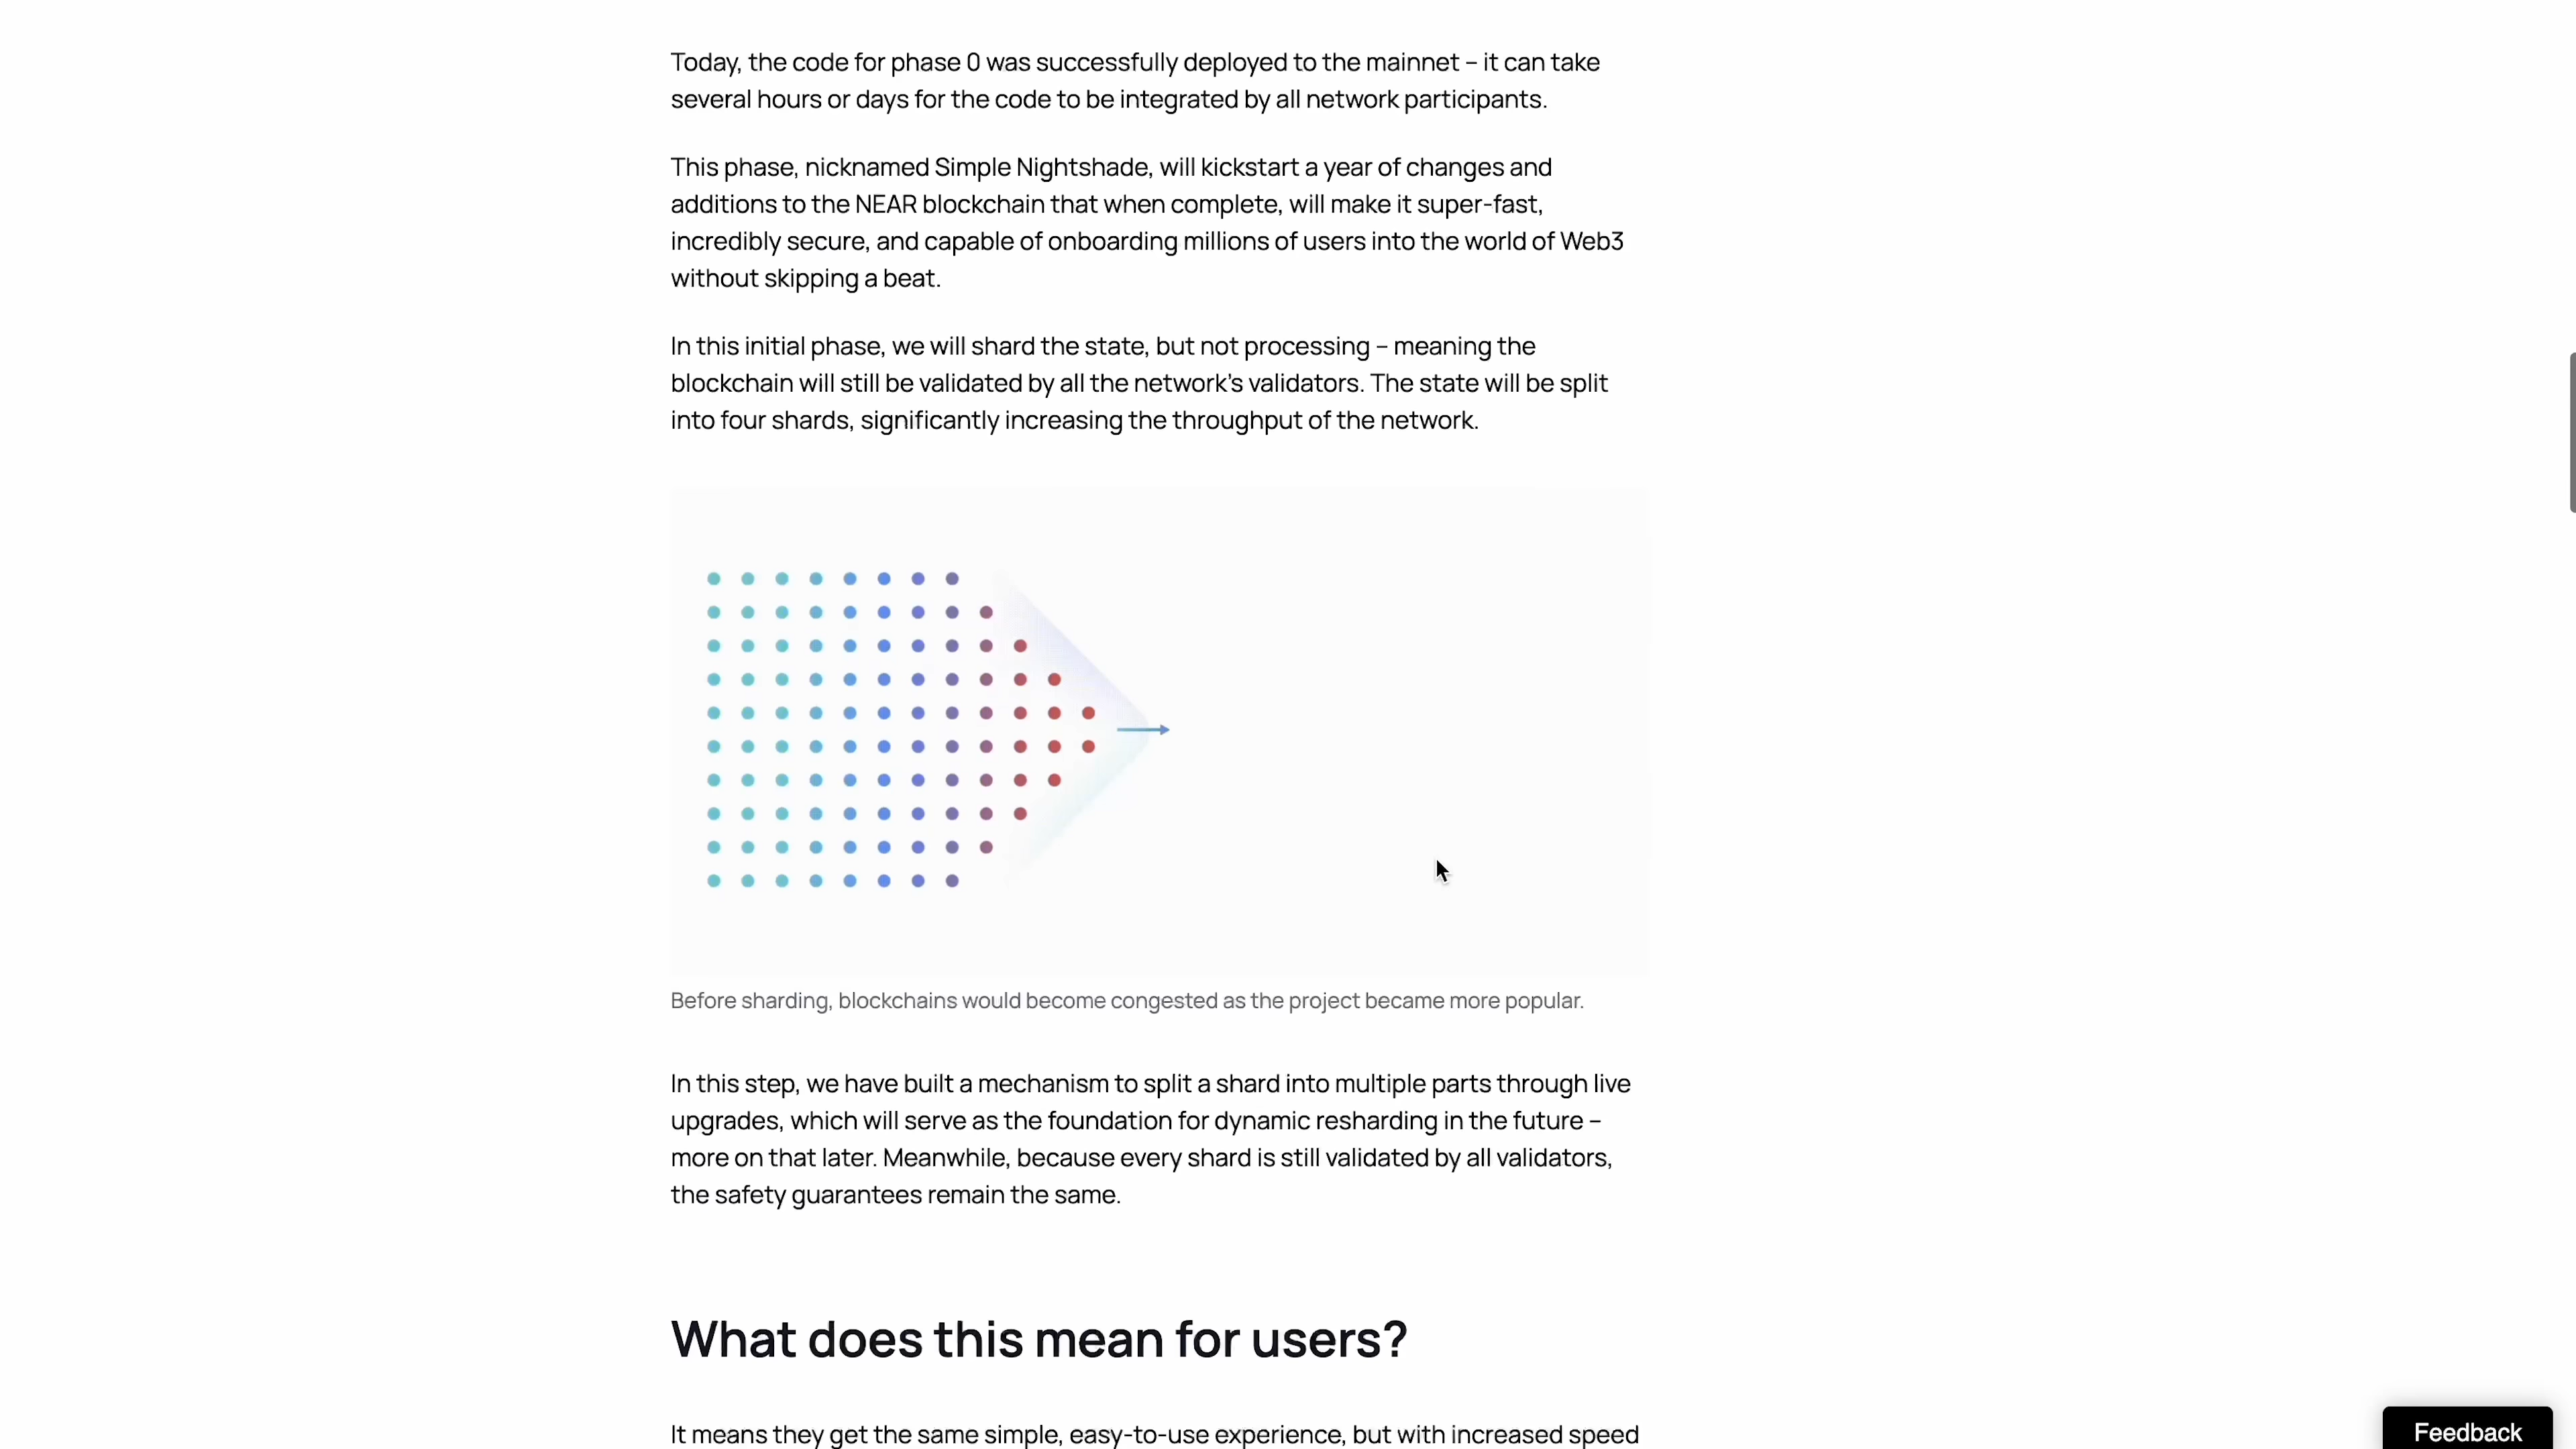 Today, the code for phase 0 was successfully deployed to the mainnet – it can take
several hours or days for the code to be integrated by all network participants.
This phase, nicknamed Simple Nightshade, will kickstart a year of changes and
additions to the NEAR blockchain that when complete, will make it super-fast,
incredibly secure, and capable of onboarding millions of users into the world of Web3
without skipping a beat.
In this initial phase, we will shard the state, but not processing – meaning the
blockchain will still be validated by all the network’s validators. The state will be split
into four shards, significantly increasing the throughput of the network.
Before sharding, blockchains would become congested as the project became more popular.
In this step, we have built a mechanism to split a shard into multiple parts through live
upgrades, which will serve as the foundation for dynamic resharding in the future –
more on that later. Meanwhile, because every shard is still validated by all validators,
the safety guarantees remain the same.
What does this mean for users?
It means they get the same simple, easy-to-use experience, but with increased speed
Feedback